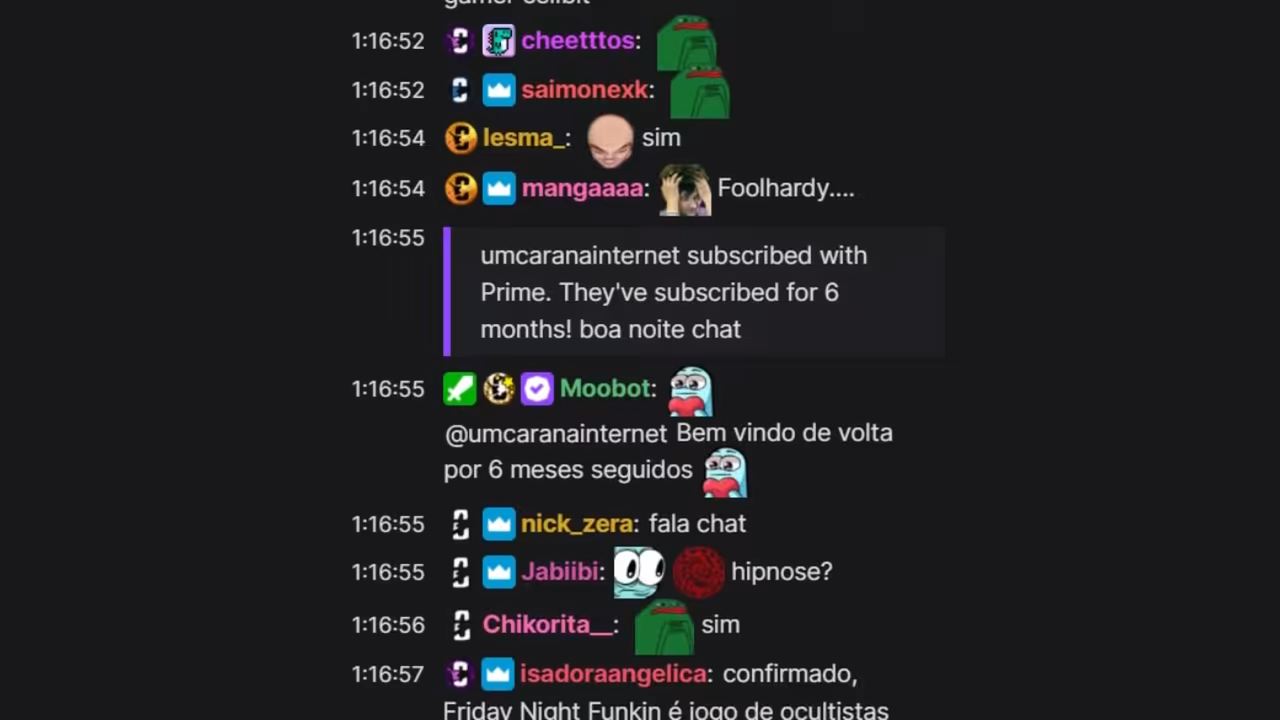 gamer cellbit
1:16:52 cheetttos:
1:16:52 saimonexk:
1:16:54 lesma_: sim
1:16:54 mangaaaa: Foolhardy....
1:16:55 umcaranainternet subscribed with
Prime. They've subscribed for 6
months! boa noite chat
1:16:55 Moobot:
@umcaranainternet Bem vindo de volta
por 6 meses seguidos
1:16:55 nick_zera: fala chat
1:16:55 Jabiibi: hipnose?
1:16:56 Chikorita__: sim
1:16:57 isadoraangelica: confirmado,
Friday Night Funkin é jogo de ocultistas